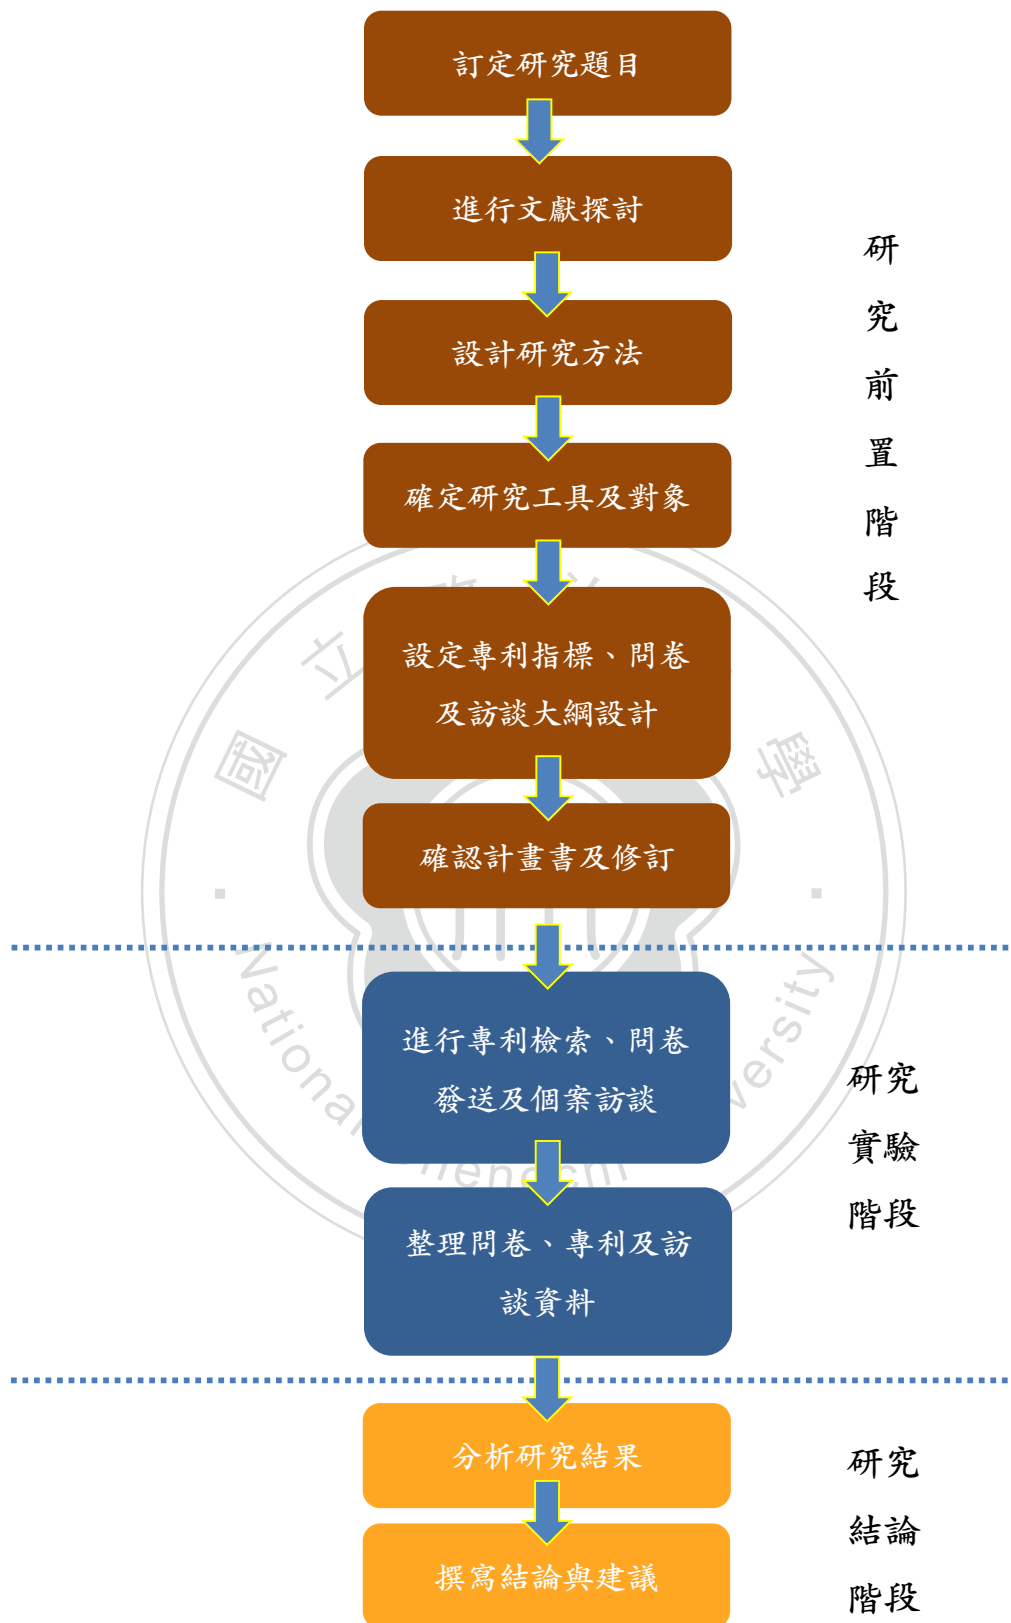 訂定研究題目
進行文獻探討
設計研究方法
確定研究工具及對象
設定專利指標、問卷
及訪談大綱設計
確認計畫書及修訂
研
究
前
置
階
段
進行專利檢索、問卷
發送及個案訪談
整理問卷、專利及訪
談資料
研究
實驗
階段
分析研究結果
撰寫結論與建議
研究
結論
階段
國
立
學
National
versity